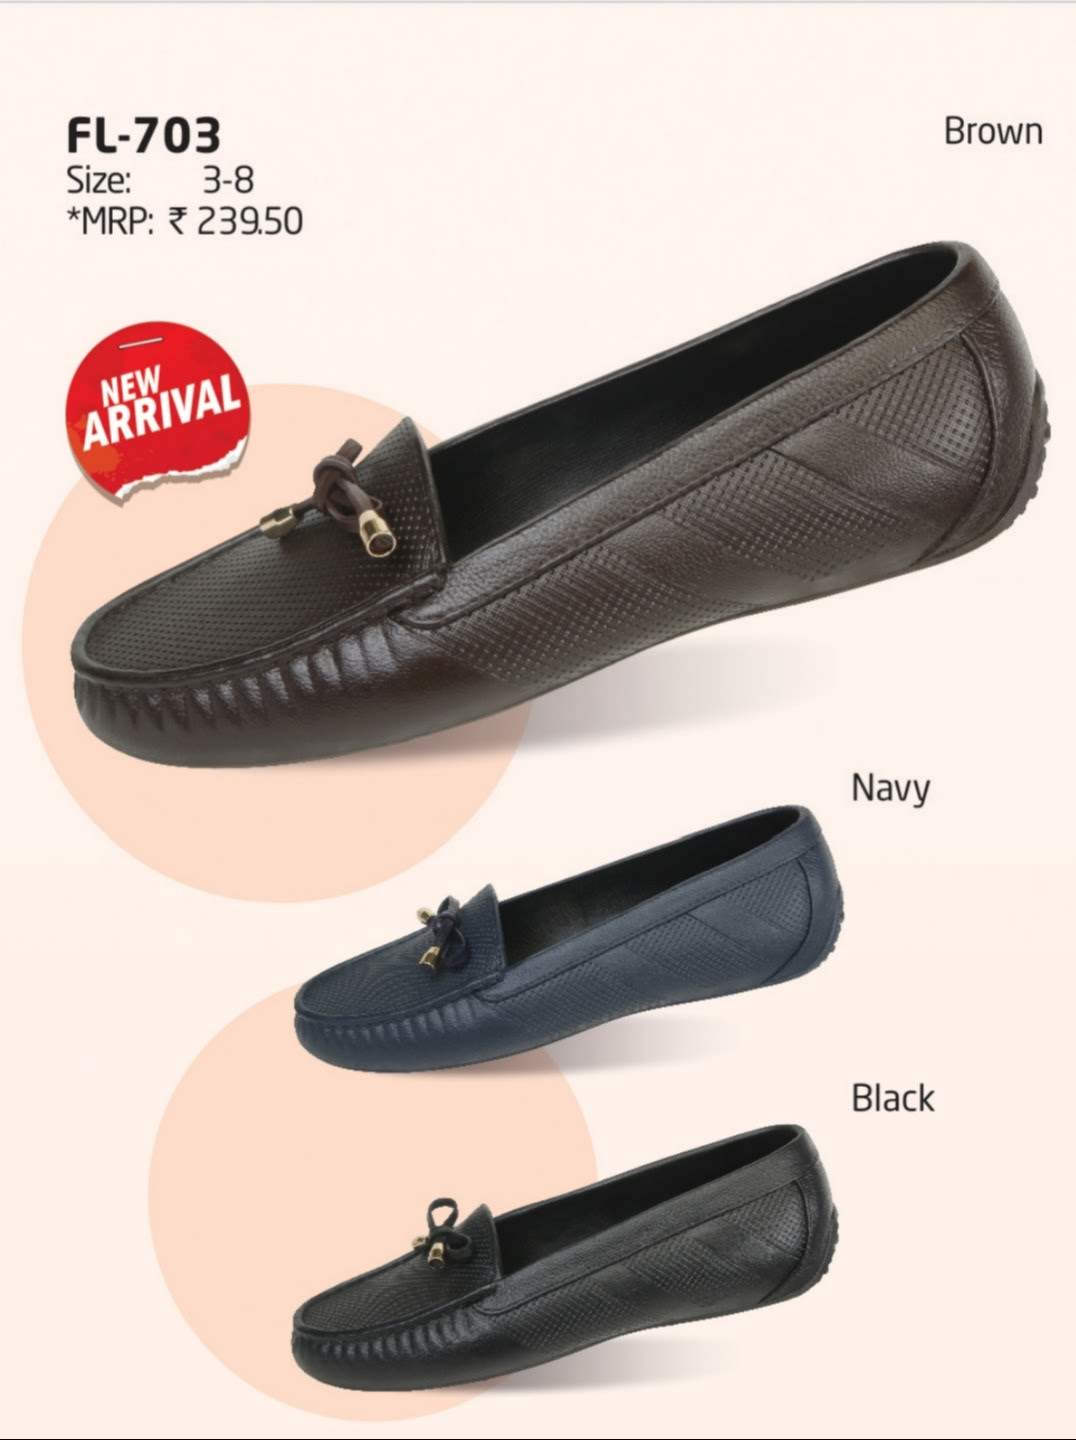 FL-703
Brown
Size: 3-8
*MRP: ₹ 239.50
NEW
ARRIVAL
Navy
Black